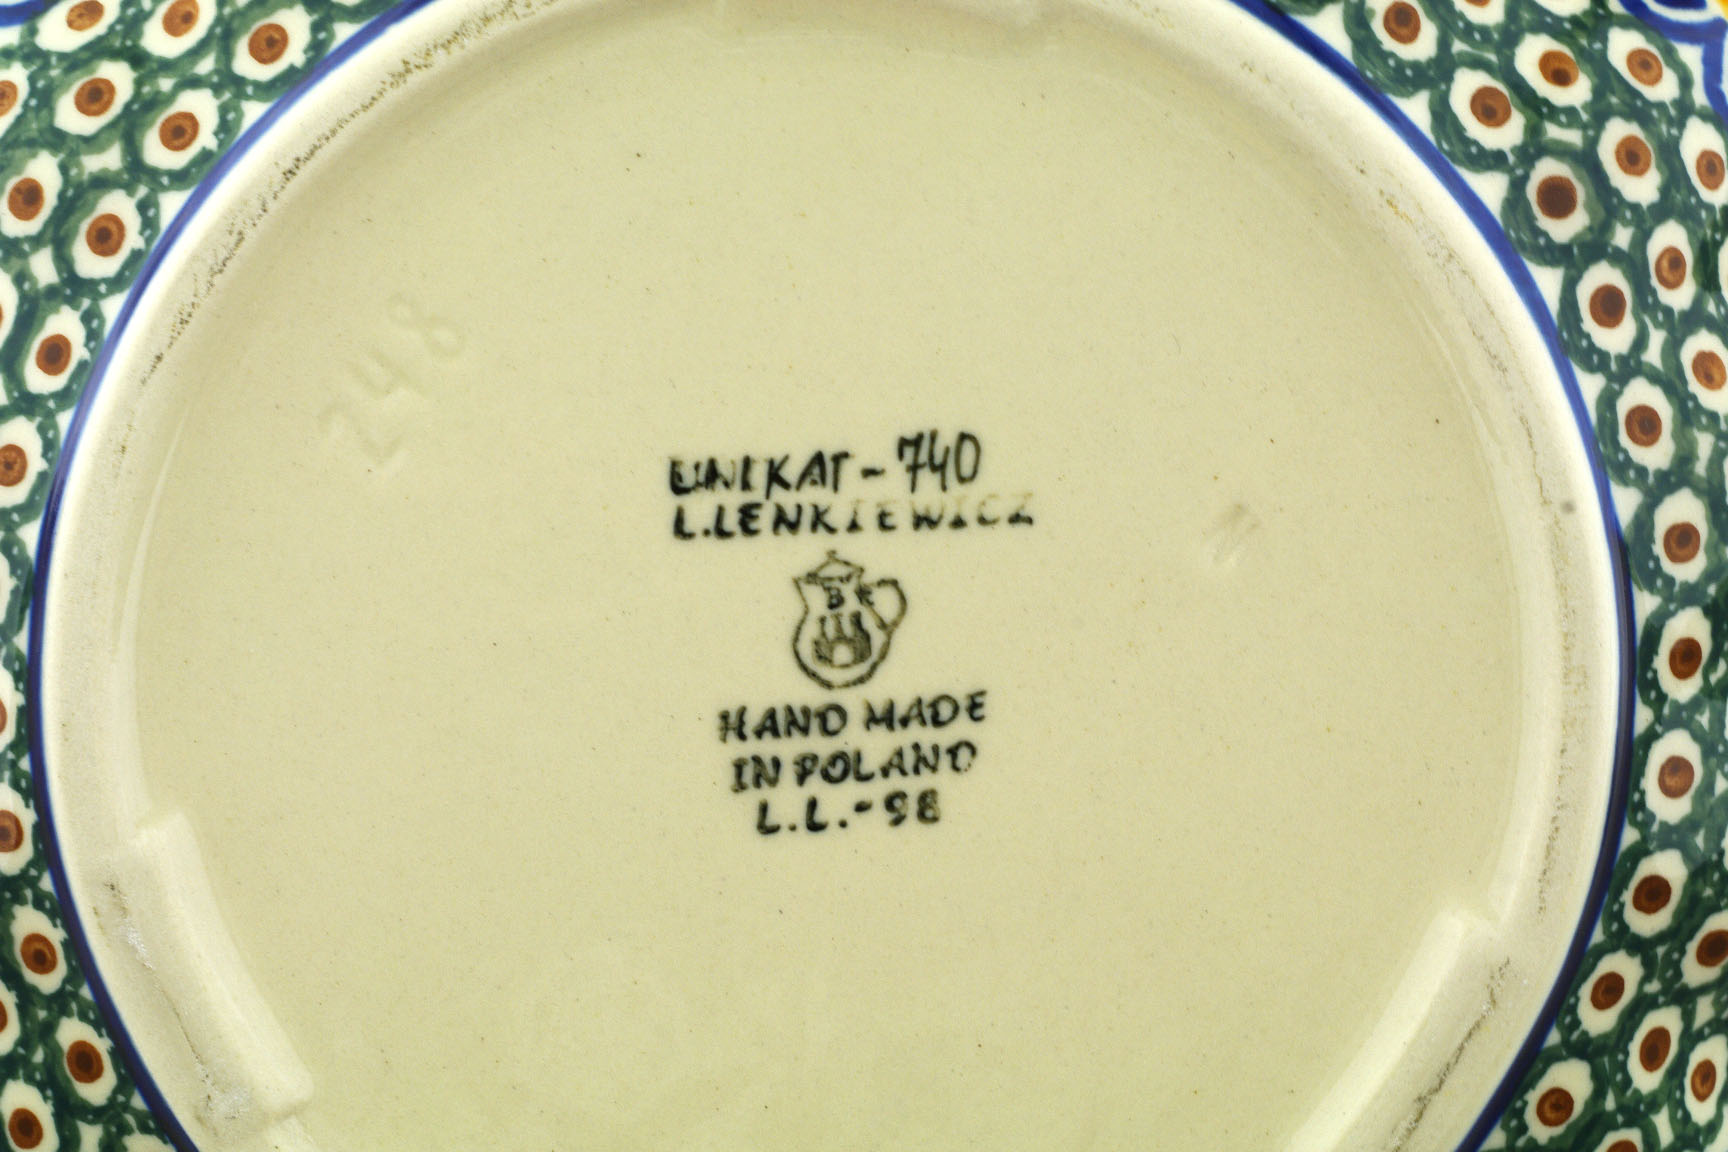 248
UNIKAT - 740
L.LENKIEWICZ
N
B
HAND MADE
IN POLAND
L.L.-98